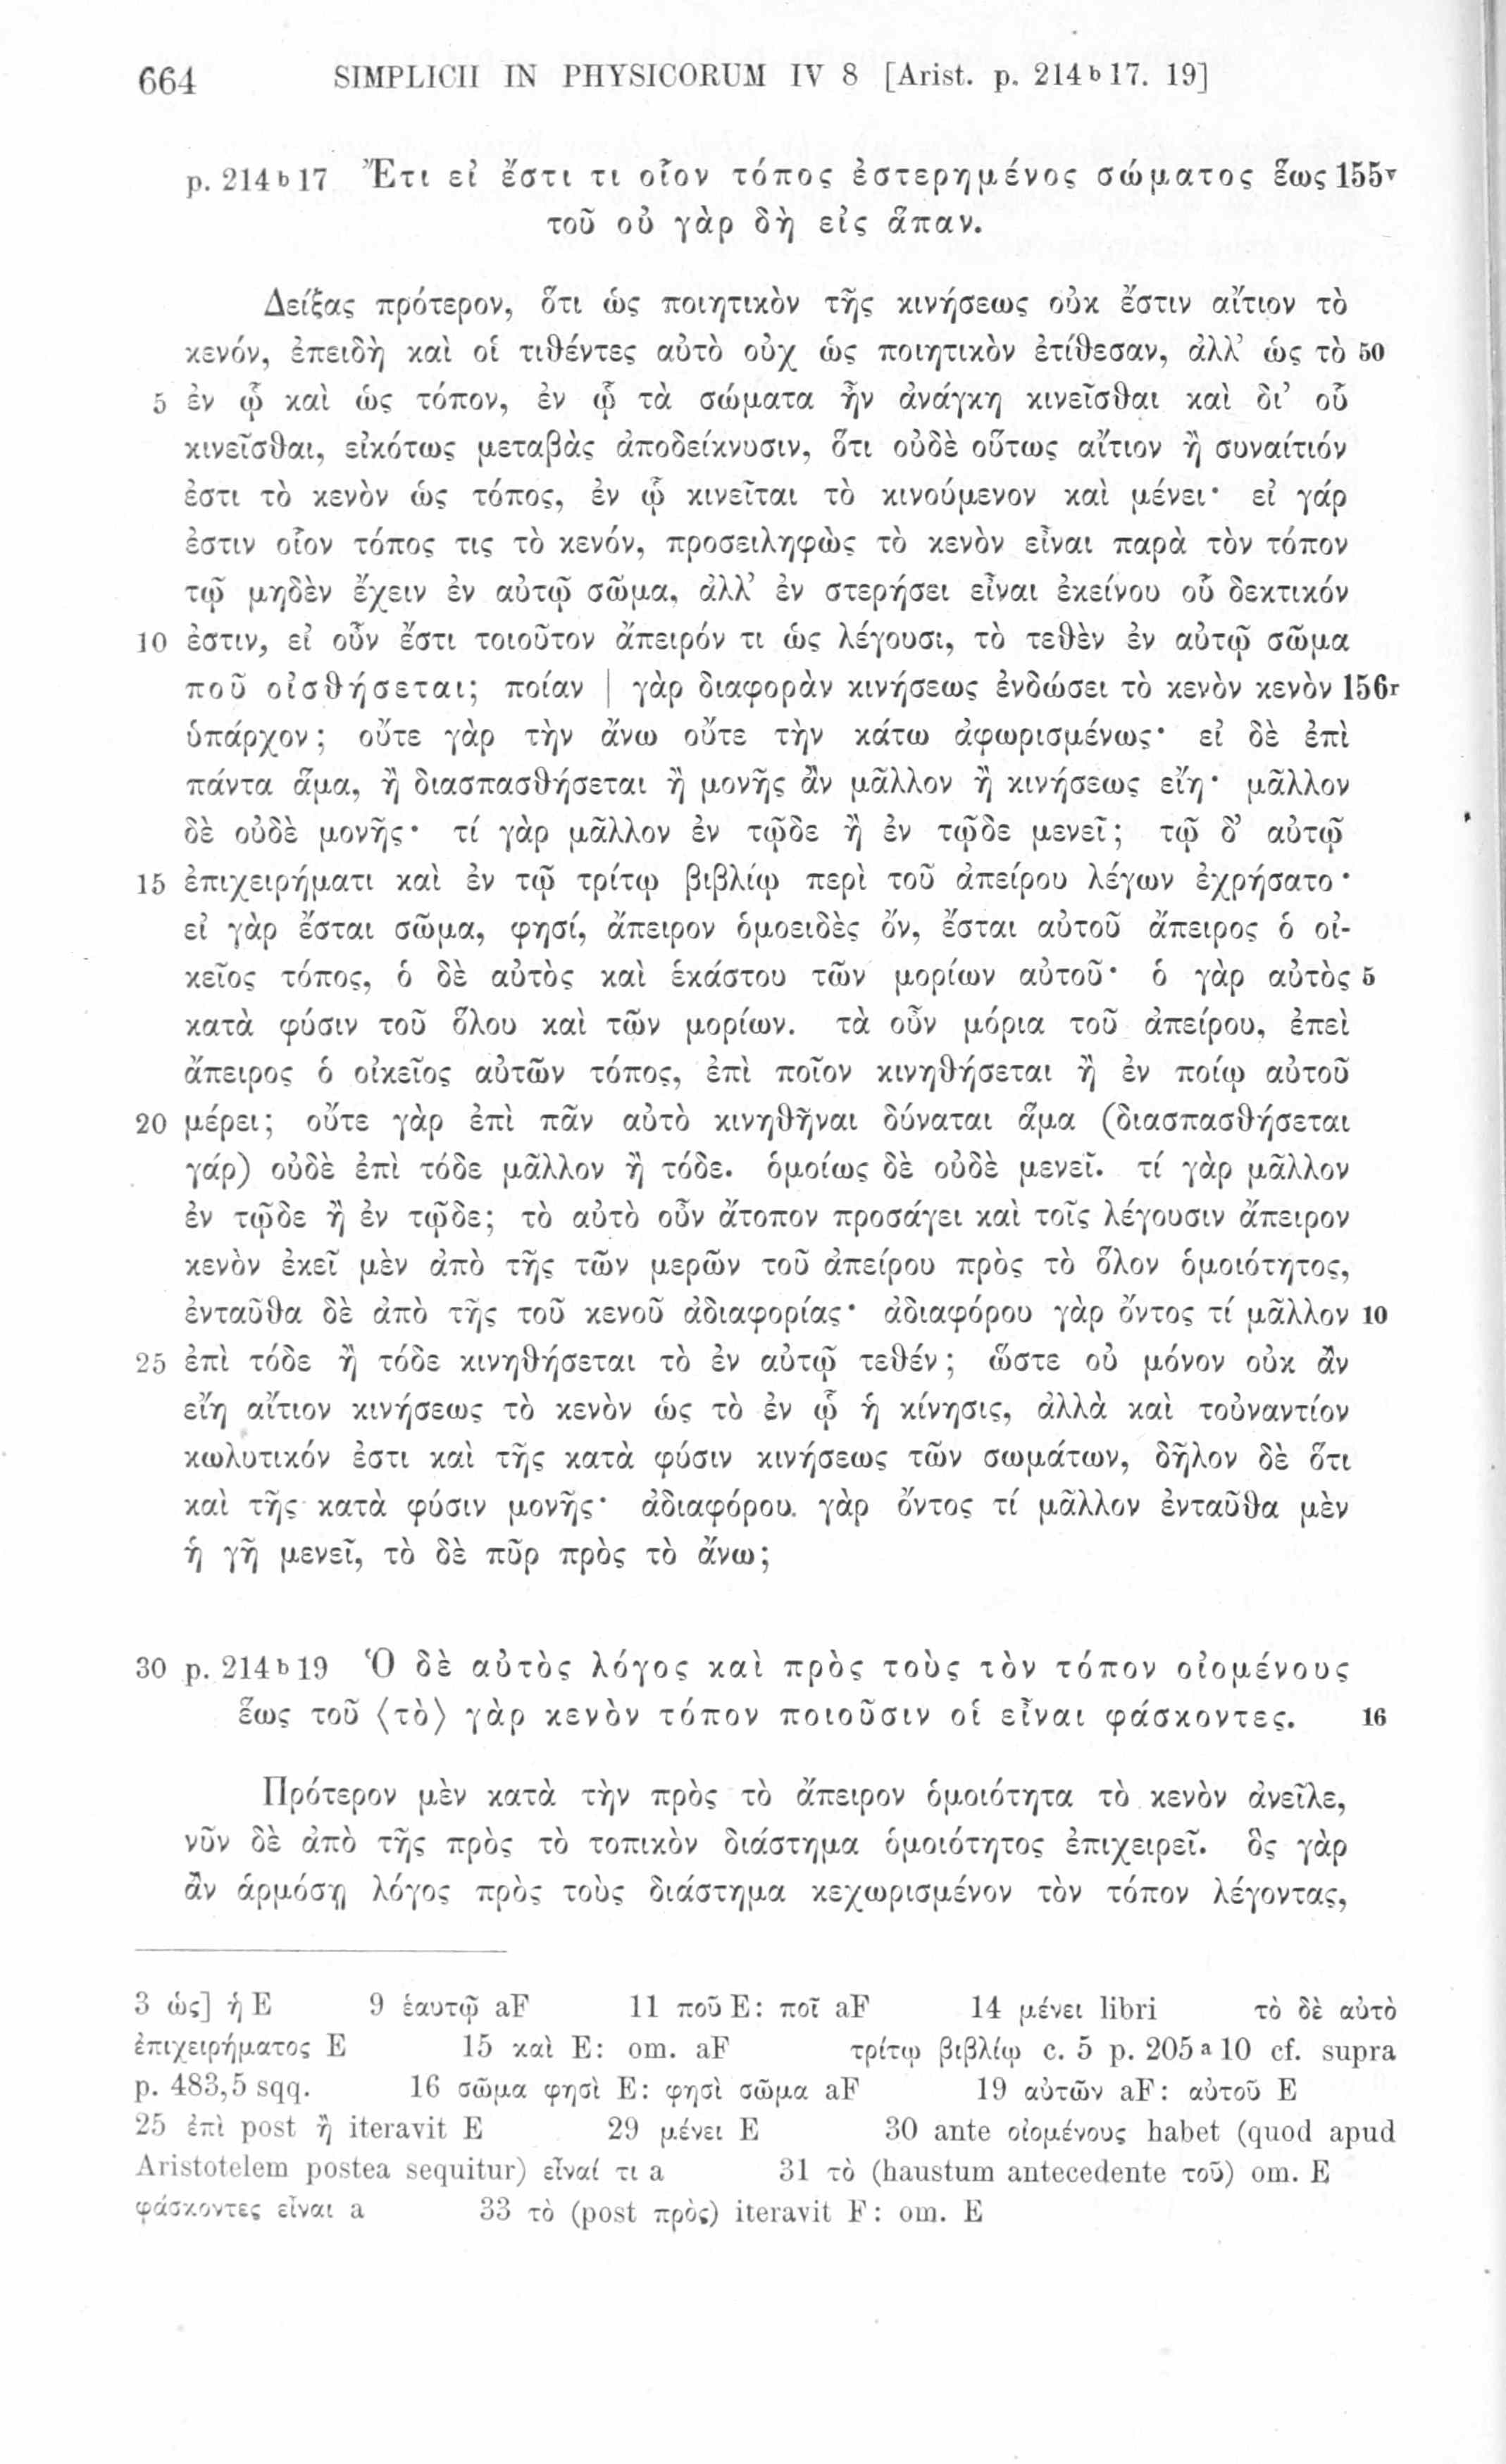 664 SIMPLICII IN PHYSICORUM IV 8 [Arist. p. 214 b 17. 19]
p. 214 b 17 Ἔτι εἰ ἔστι τι οἷον τόπος ἐστερημένος σώματος ἕως 155v
τοῦ οὐ γὰρ δὴ εἰς ἅπαν.
Δείξας πρότερον, ὅτι ὡς ποιητικὸν τῆς κινήσεως οὐκ ἔστιν αἴτιον τὸ
κενόν, ἐπειδὴ καὶ οἱ τιθέντες αὐτὸ οὐχ ὡς ποιητικὸν ἐτίθεσαν, ἀλλ’ ὡς τὸ 50
5 ἐν ᾧ καὶ ὡς τόπον, ἐν ᾧ τὰ σώματα ἦν ἀνάγκη κινεῖσθαι καὶ δι’ οὗ
κινεῖσθαι, εἰκότως μεταβὰς ἀποδείκνυσιν, ὅτι οὐδὲ οὕτως αἴτιον ἢ συναίτιόν
ἐστι τὸ κενὸν ὡς τόπος, ἐν ᾧ κινεῖται τὸ κινούμενον καὶ μένει· εἰ γάρ
ἐστιν οἷον τόπος τις τὸ κενόν, προσειληφὼς τὸ κενὸν εἶναι παρὰ τὸν τόπον
τῷ μηδὲν ἔχειν ἐν αὐτῷ σῶμα, ἀλλ’ ἐν στερήσει εἶναι ἐκείνου οὗ δεκτικόν
10 ἐστιν, εἰ οὖν ἔστι τοιοῦτον ἄπειρόν τι ὡς λέγουσι, τὸ τεθὲν ἐν αὐτῷ σῶμα
ποῦ οἰσθήσεται; ποίαν | γὰρ διαφορὰν κινήσεως ἐνδώσει τὸ κενὸν κενὸν 156r
ὑπάρχον; οὔτε γὰρ τὴν ἄνω οὔτε τὴν κάτω ἀφωρισμένως· εἰ δὲ ἐπὶ
πάντα ἅμα, ἢ διασπασθήσεται ἢ μονῆς ἂν μᾶλλον ἢ κινήσεως εἴη· μᾶλλον
δὲ οὐδὲ μονῆς· τί γὰρ μᾶλλον ἐν τῷδε ἢ ἐν τῷδε μενεῖ; τῷ δ’ αὐτῷ
15 ἐπιχειρήματι καὶ ἐν τῷ τρίτῳ βιβλίῳ περὶ τοῦ ἀπείρου λέγων ἐχρήσατο·
εἰ γὰρ ἔσται σῶμα, φησί, ἄπειρον ὁμοειδὲς ὄν, ἔσται αὐτοῦ ἄπειρος ὁ οἰ-
κεῖος τόπος, ὁ δὲ αὐτὸς καὶ ἑκάστου τῶν μορίων αὐτοῦ· ὁ γὰρ αὐτὸς 5
κατὰ φύσιν τοῦ ὅλου καὶ τῶν μορίων. τὰ οὖν μόρια τοῦ ἀπείρου, ἐπεὶ
ἄπειρος ὁ οἰκεῖος αὐτῶν τόπος, ἐπὶ ποῖον κινηθήσεται ἢ ἐν ποίῳ αὐτοῦ
20 μέρει; οὔτε γὰρ ἐπὶ πᾶν αὐτὸ κινηθῆναι δύναται ἅμα (διασπασθήσεται
γάρ) οὐδὲ ἐπὶ τόδε μᾶλλον ἢ τόδε. ὁμοίως δὲ οὐδὲ μενεῖ. τί γὰρ μᾶλλον
ἐν τῷδε ἢ ἐν τῷδε; τὸ αὐτὸ οὖν ἄτοπον προσάγει καὶ τοῖς λέγουσιν ἄπειρον
κενὸν ἐκεῖ μὲν ἀπὸ τῆς τῶν μερῶν τοῦ ἀπείρου πρὸς τὸ ὅλον ὁμοιότητος,
ἐνταῦθα δὲ ἀπὸ τῆς τοῦ κενοῦ ἀδιαφορίας· ἀδιαφόρου γὰρ ὄντος τί μᾶλλον 10
25 ἐπὶ τόδε ἢ τόδε κινηθήσεται τὸ ἐν αὐτῷ τεθέν; ὥστε οὐ μόνον οὐκ ἂν
εἴη αἴτιον κινήσεως τὸ κενὸν ὡς τὸ ἐν ᾧ ἡ κίνησις, ἀλλὰ καὶ τοὐναντίον
κωλυτικόν ἐστι καὶ τῆς κατὰ φύσιν κινήσεως τῶν σωμάτων, δῆλον δὲ ὅτι
καὶ τῆς κατὰ φύσιν μονῆς· ἀδιαφόρου. γὰρ ὄντος τί μᾶλλον ἐνταῦθα μὲν
ἡ γῆ μενεῖ, τὸ δὲ πῦρ πρὸς τὸ ἄνω;
30 p. 214 b 19 Ὁ δὲ αὐτὸς λόγος καὶ πρὸς τοὺς τὸν τόπον οἰομένους
ἕως τοῦ ⟨τὸ⟩ γὰρ κενὸν τόπον ποιοῦσιν οἱ εἶναι φάσκοντες. 16
Πρότερον μὲν κατὰ τὴν πρὸς τὸ ἄπειρον ὁμοιότητα τὸ κενὸν ἀνεῖλε,
νῦν δὲ ἀπὸ τῆς πρὸς τὸ τοπικὸν διάστημα ὁμοιότητος ἐπιχειρεῖ. ὃς γὰρ
ἂν ἁρμόσῃ λόγος πρὸς τοὺς διάστημα κεχωρισμένον τὸν τόπον λέγοντας,
3 ὡς] ἡ E 9 ἑαυτῷ aF 11 ποῦ E: ποῖ aF 14 μένει libri τὸ δὲ αὐτὸ
ἐπιχειρήματος E 15 καὶ E: om. aF τρίτῳ βιβλίῳ c. 5 p. 205 a 10 cf. supra
p. 483,5 sqq. 16 σῶμα φησὶ E: φησὶ σῶμα aF 19 αὐτῶν aF: αὐτοῦ E
25 ἐπὶ post ἢ iteravit E 29 μένει E 30 ante οἰομένους habet (quod apud
Aristotelem postea sequitur) εἶναί τι a 31 τὸ (haustum antecedente τοῦ) om. E
φάσκοντες εἶναι a 33 τὸ (post πρὸς) iteravit F: om. E